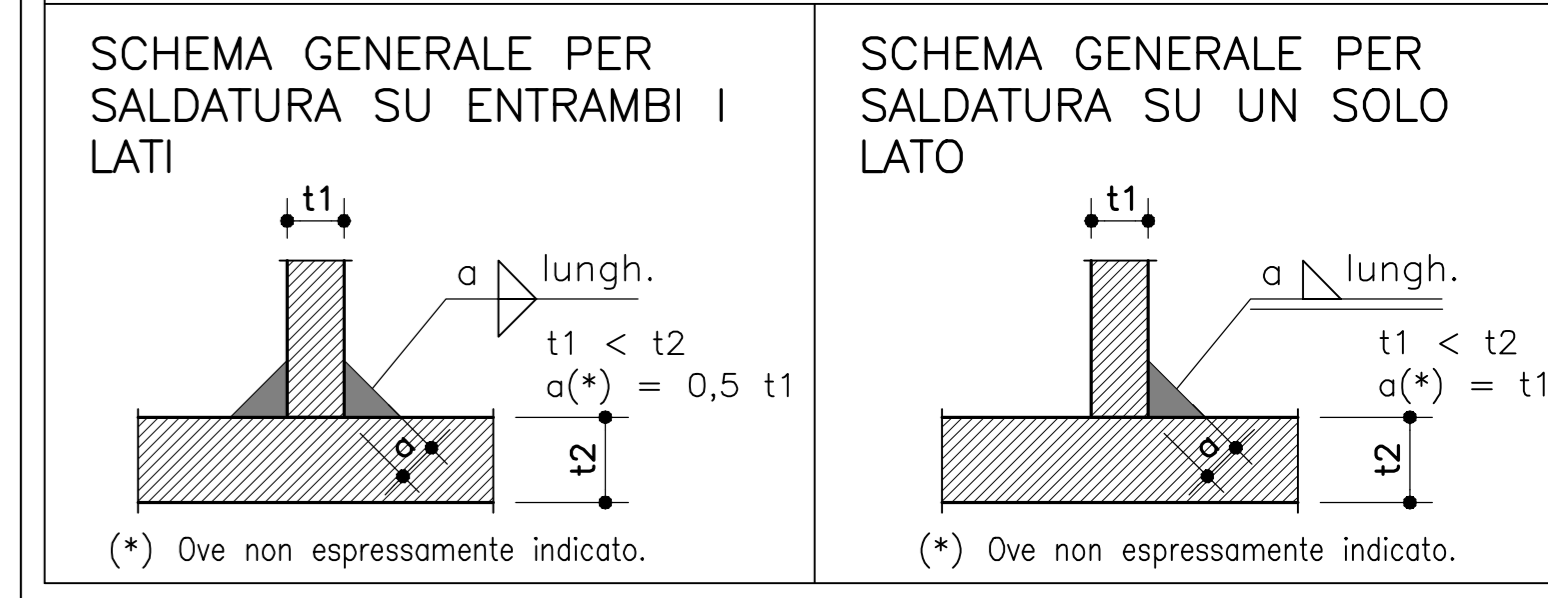 SCHEMA GENERALE PER
SALDATURA SU ENTRAMBI I
LATI
t1
a lungh.
t1 < t2
a(*) = 0,5 t1
a
t2
(*) Ove non espressamente indicato.
SCHEMA GENERALE PER
SALDATURA SU UN SOLO
LATO
t1
a lungh.
t1 < t2
a(*) = t1
a
t2
(*) Ove non espressamente indicato.